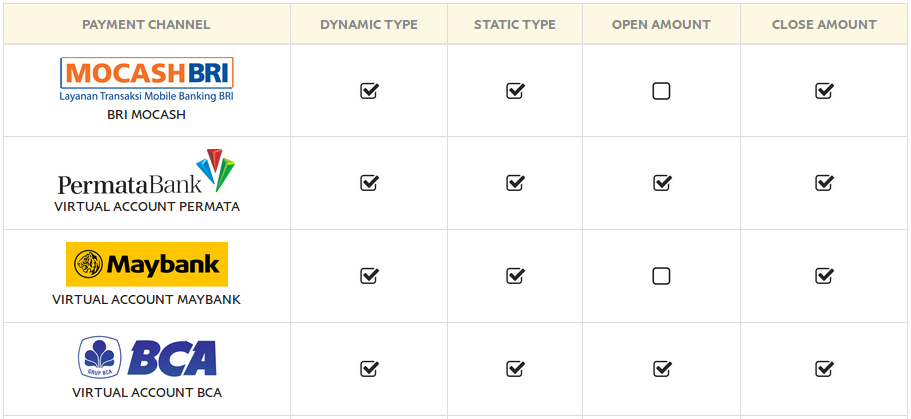 PAYMENT CHANNEL DYNAMIC TYPE STATIC TYPE OPEN AMOUNT CLOSE AMOUNT
MOCASH BRI
Layanan Transaksi Mobile Banking BRI
BRI MOCASH
PermataBank
VIRTUAL ACCOUNT PERMATA
Maybank
VIRTUAL ACCOUNT MAYBANK
BCA
GRUP BCA
VIRTUAL ACCOUNT BCA